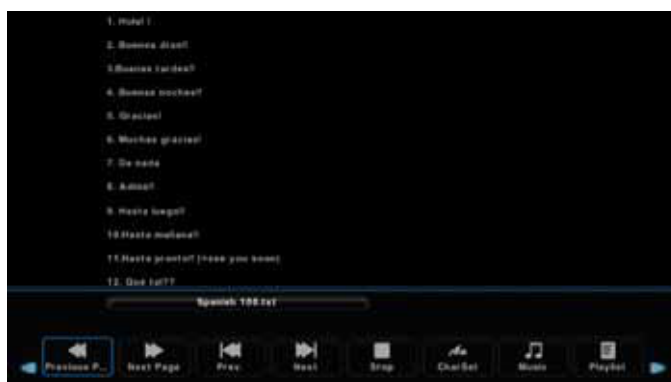 1. Hola! !
2. Buenos dias!!
3.Buenas tardes!!
4. Buenas noches!!
5. Gracias!
6. Muchas gracias!
7. De nada
8. Adios!!
9. Hasta luego!!
10.Hasta mañana!!
11.Hasta pronto!! (=see you soon)
12. Que tal??
Spanish 100.txt
Previous P... Next Page Prev. Next Stop CharSet Music Playlist